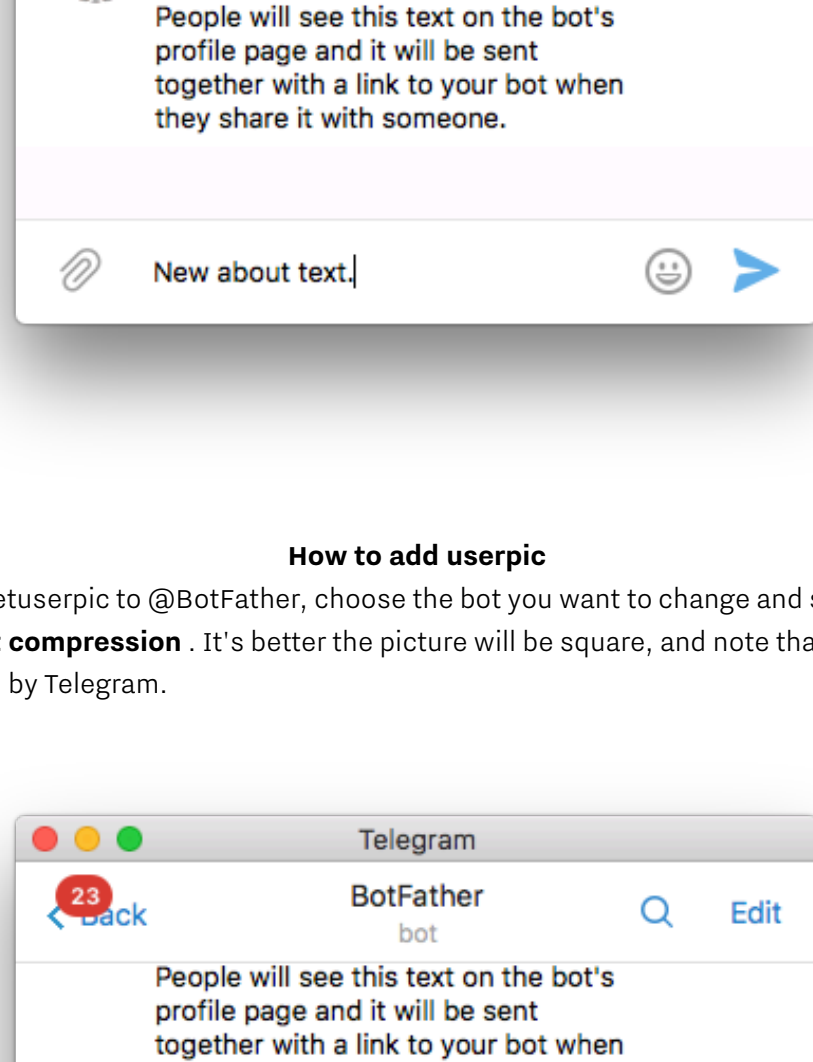 People will see this text on the bot's
profile page and it will be sent
together with a link to your bot when
they share it with someone.
New about text.
How to add userpic
etuserpic to @BotFather, choose the bot you want to change and s
compression . It's better the picture will be square, and note tha
by Telegram.
Telegram
23
Back
BotFather
Edit
bot
People will see this text on the bot's
profile page and it will be sent
together with a link to your bot when